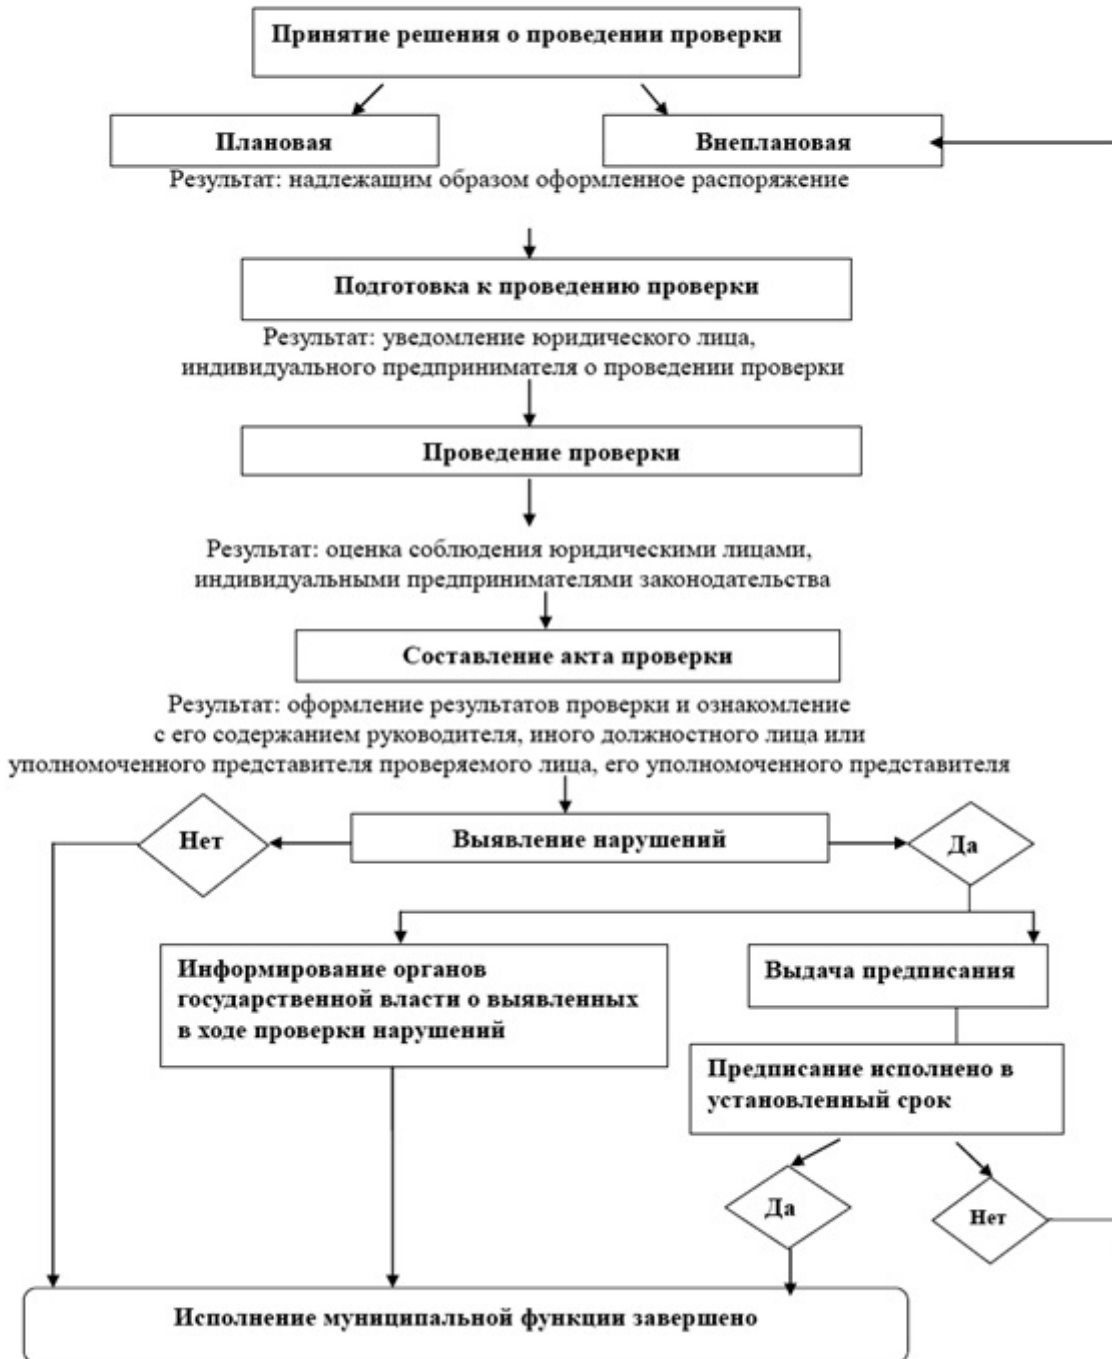 Принятие решения о проведении проверки
Плановая
Внеплановая
Результат: надлежащим образом оформленное распоряжение
Подготовка к проведению проверки
Результат: уведомление юридического лица,
индивидуального предпринимателя о проведении проверки
Проведение проверки
Результат: оценка соблюдения юридическими лицами,
индивидуальными предпринимателями законодательства
Составление акта проверки
Результат: оформление результатов проверки и ознакомление
с его содержанием руководителя, иного должностного лица или
уполномоченного представителя проверяемого лица, его уполномоченного представителя
Нет
Выявление нарушений
Да
Информирование органов
государственной власти о выявленных
в ходе проверки нарушений
Выдача предписания
Предписание исполнено в
установленный срок
Да
Нет
Исполнение муниципальной функции завершено